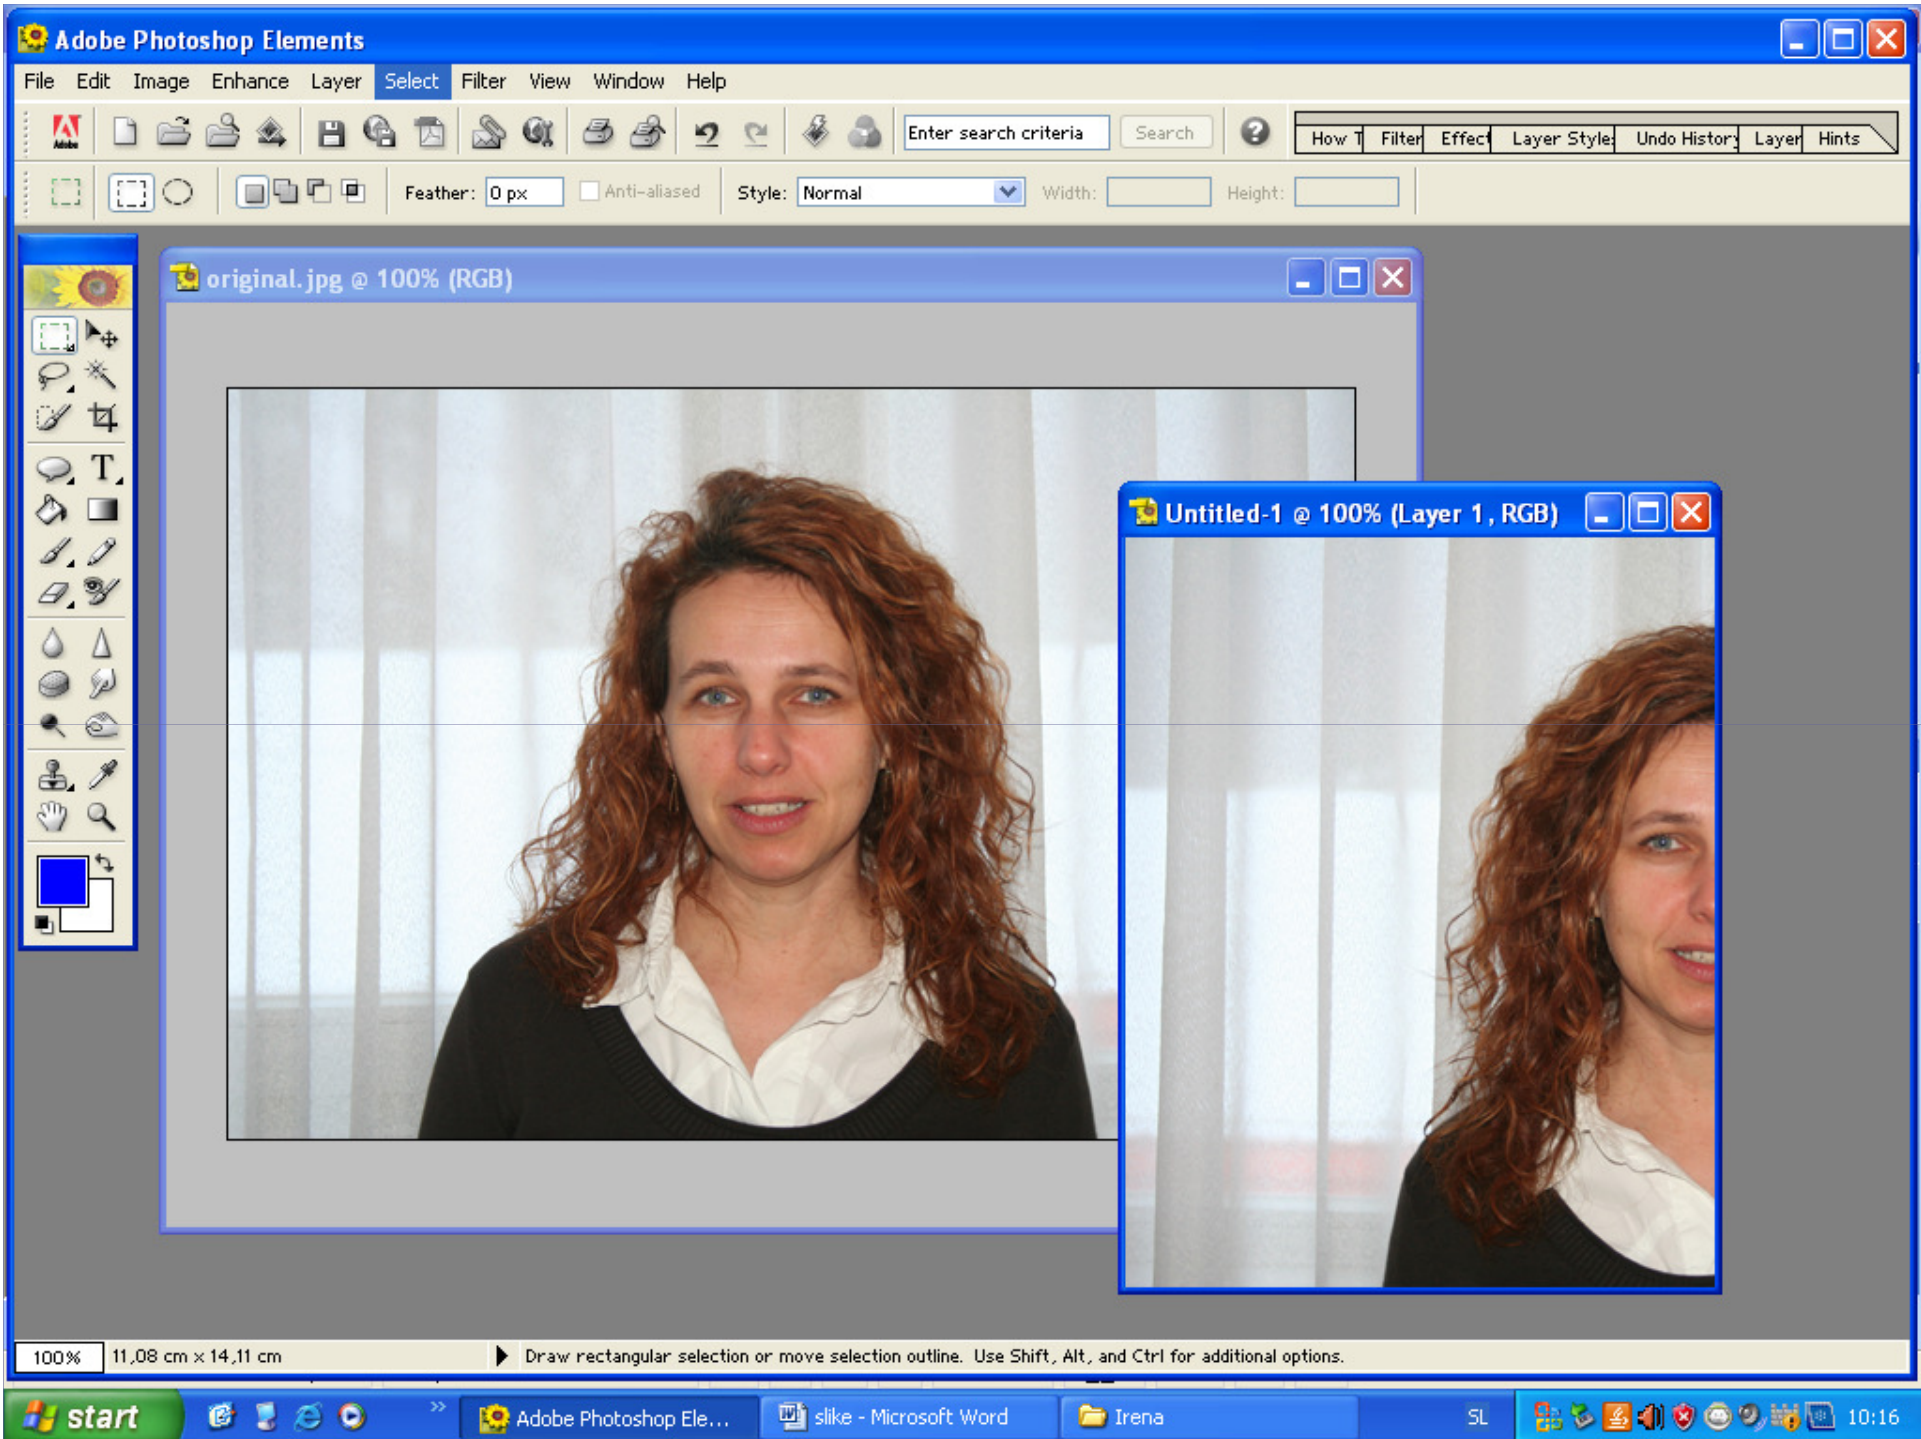 Adobe Photoshop Elements
File Edit Image Enhance Layer Select Filter View Window Help
Adobe Enter search criteria Search How T Filter Effect Layer Style Undo History Layer Hints
Feather: 0 px Anti-aliased Style: Normal Width: Height:
original.jpg @ 100% (RGB)
T
Untitled-1 @ 100% (Layer 1, RGB)
100% 11,08 cm x 14,11 cm Draw rectangular selection or move selection outline. Use Shift, Alt, and Ctrl for additional options.
start Adobe Photoshop Ele... slike - Microsoft Word Irena SL 10:16